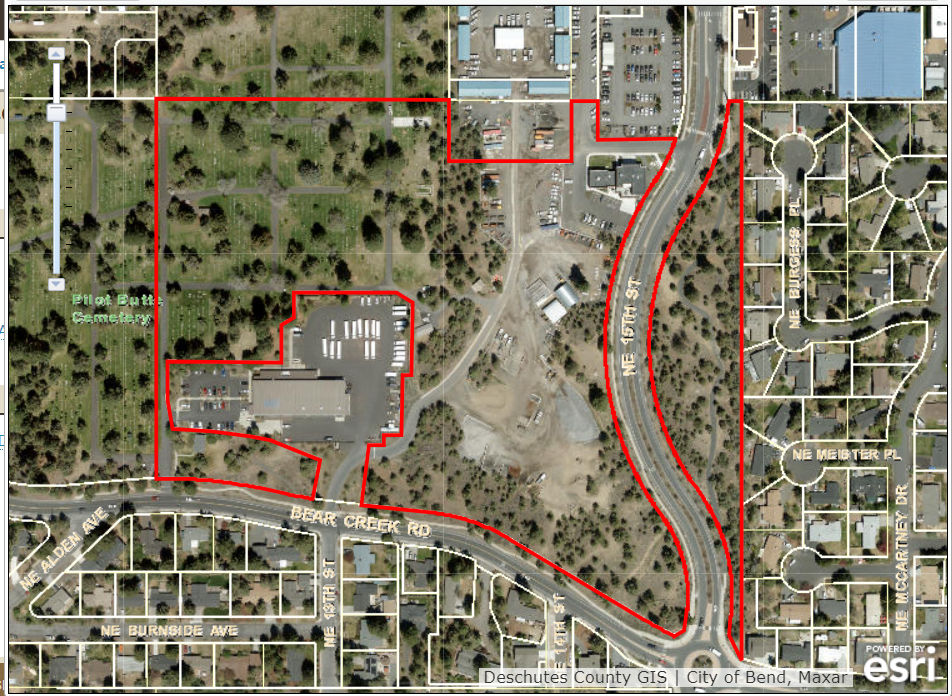 Pilot Butte
Cemetery
NE 15TH ST
NE BURGESS PL
NE MEISTER PL
NE MCCARTNEY DR
BEAR CREEK RD
NE ALDEN AVE
NE 13TH ST
NE BURNSIDE AVE
POWERED BY
esri
Deschutes County GIS | City of Bend, Maxar